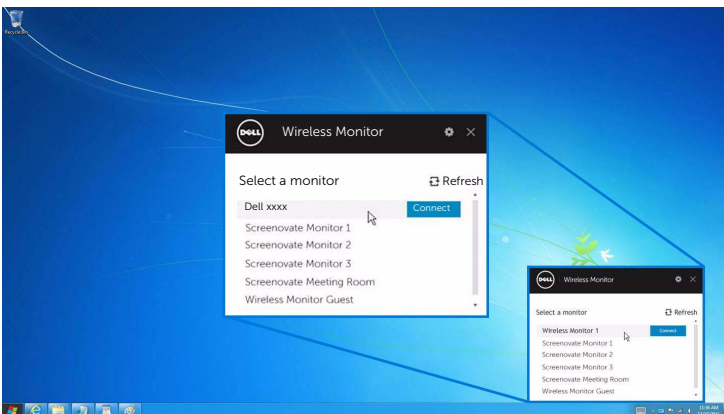 Recycle Bin
DELL
Wireless Monitor
Select a monitor
Refresh
Dell xxxx
Connect
Screenovate Monitor 1
Screenovate Monitor 2
Screenovate Monitor 3
Screenovate Meeting Room
Wireless Monitor Guest
DELL
Wireless Monitor
Select a monitor
Refresh
Wireless Monitor 1
Connect
Screenovate Monitor 1
Screenovate Monitor 2
Screenovate Monitor 3
Screenovate Meeting Room
Wireless Monitor Guest